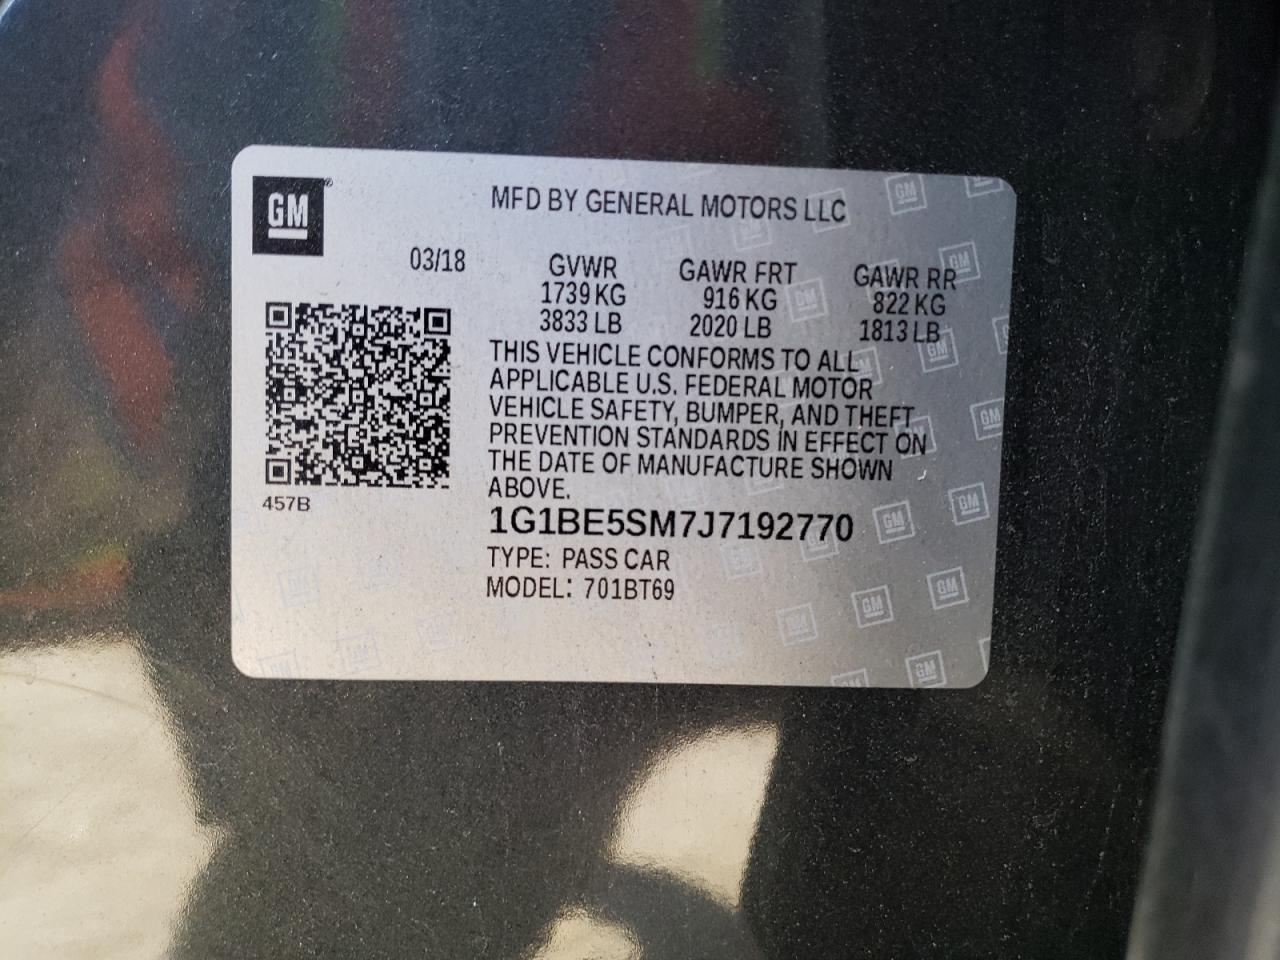 GM®
MFD BY GENERAL MOTORS LLC
03/18
GVWR GAWR FRT GAWR RR
1739 KG 916 KG 822 KG
3833 LB 2020 LB 1813 LB
THIS VEHICLE CONFORMS TO ALL
APPLICABLE U.S. FEDERAL MOTOR
VEHICLE SAFETY, BUMPER, AND THEFT
PREVENTION STANDARDS IN EFFECT ON
THE DATE OF MANUFACTURE SHOWN
ABOVE.
457B
1G1BE5SM7J7192770
TYPE: PASS CAR
MODEL: 701BT69